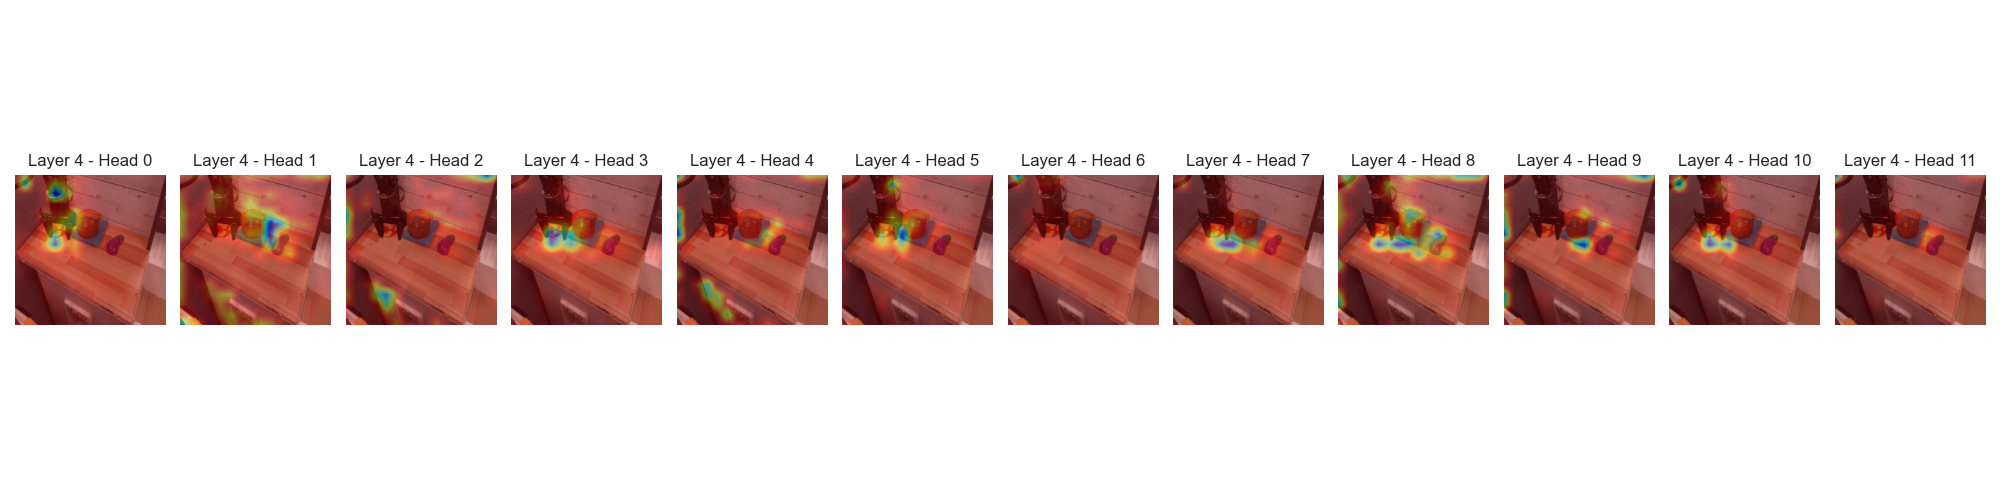 Layer 4 - Head 0
Layer 4 - Head 1
Layer 4 - Head 2
Layer 4 - Head 3
Layer 4 - Head 4
Layer 4 - Head 5
Layer 4 - Head 6
Layer 4 - Head 7
Layer 4 - Head 8
Layer 4 - Head 9
Layer 4 - Head 10
Layer 4 - Head 11